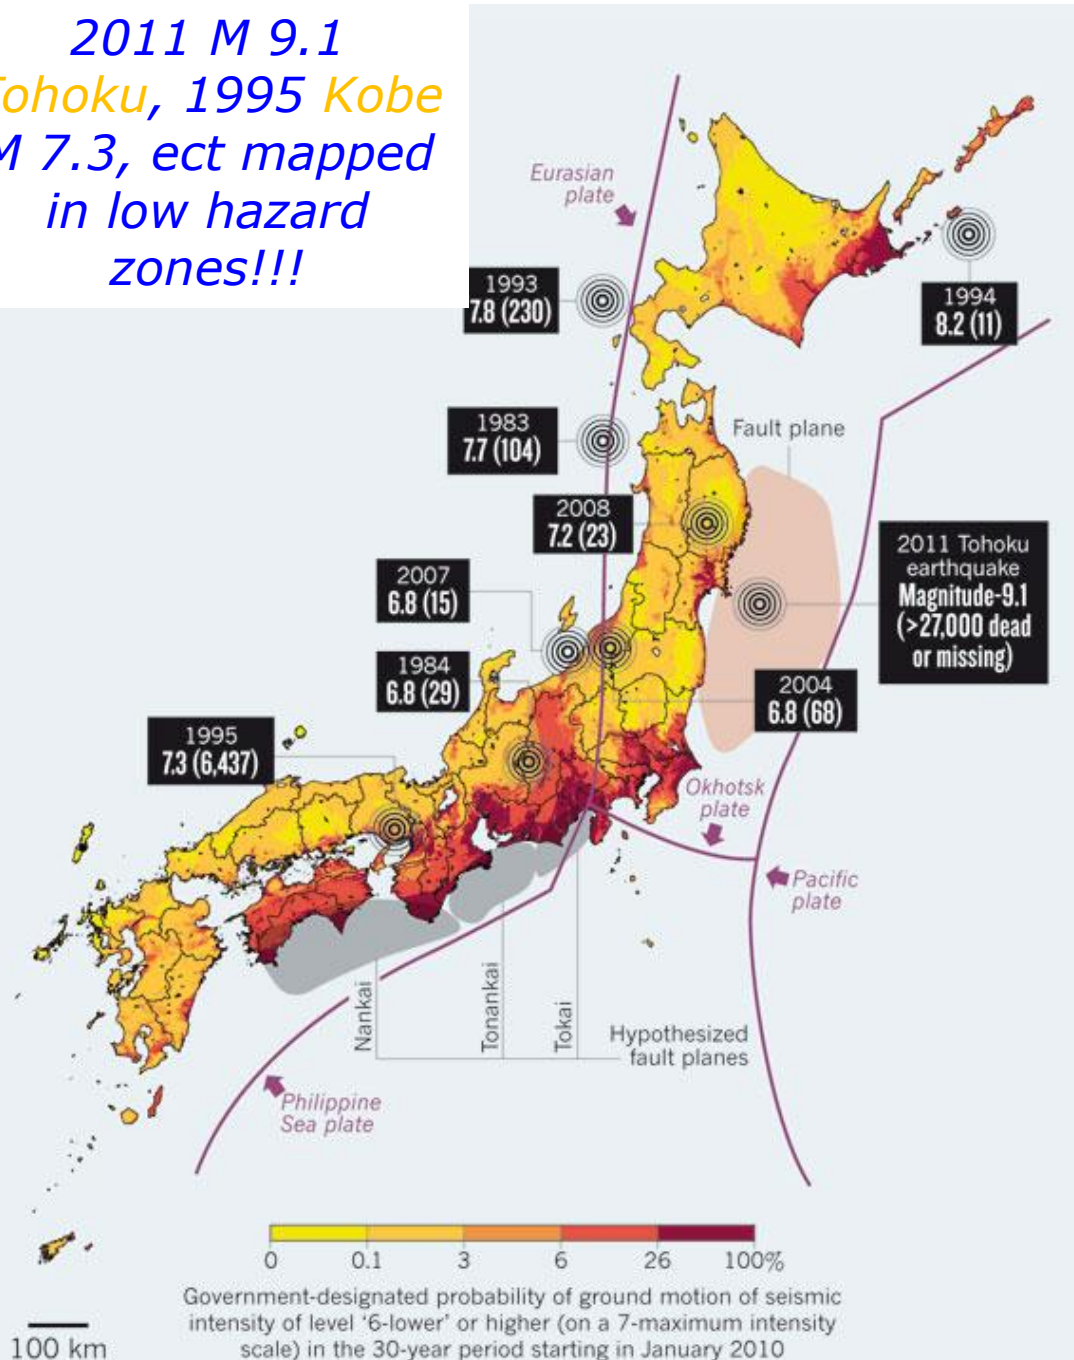 2011 M 9.1
Tohoku, 1995 Kobe
M 7.3, ect mapped
in low hazard
zones!!!
Eurasian
plate
1993
7.8 (230)
1994
8.2 (11)
1983
7.7 (104)
Fault plane
2008
7.2 (23)
2011 Tohoku
earthquake
Magnitude-9.1
(>27,000 dead
or missing)
2007
6.8 (15)
1984
6.8 (29)
2004
6.8 (68)
1995
7.3 (6,437)
Okhotsk
plate
Pacific
plate
Nankai
Tonankai
Tokai
Hypothesized
fault planes
Philippine
Sea plate
0 0.1 3 6 26 100%
Government-designated probability of ground motion of seismic
intensity of level ‘6-lower’ or higher (on a 7-maximum intensity
scale) in the 30-year period starting in January 2010
100 km